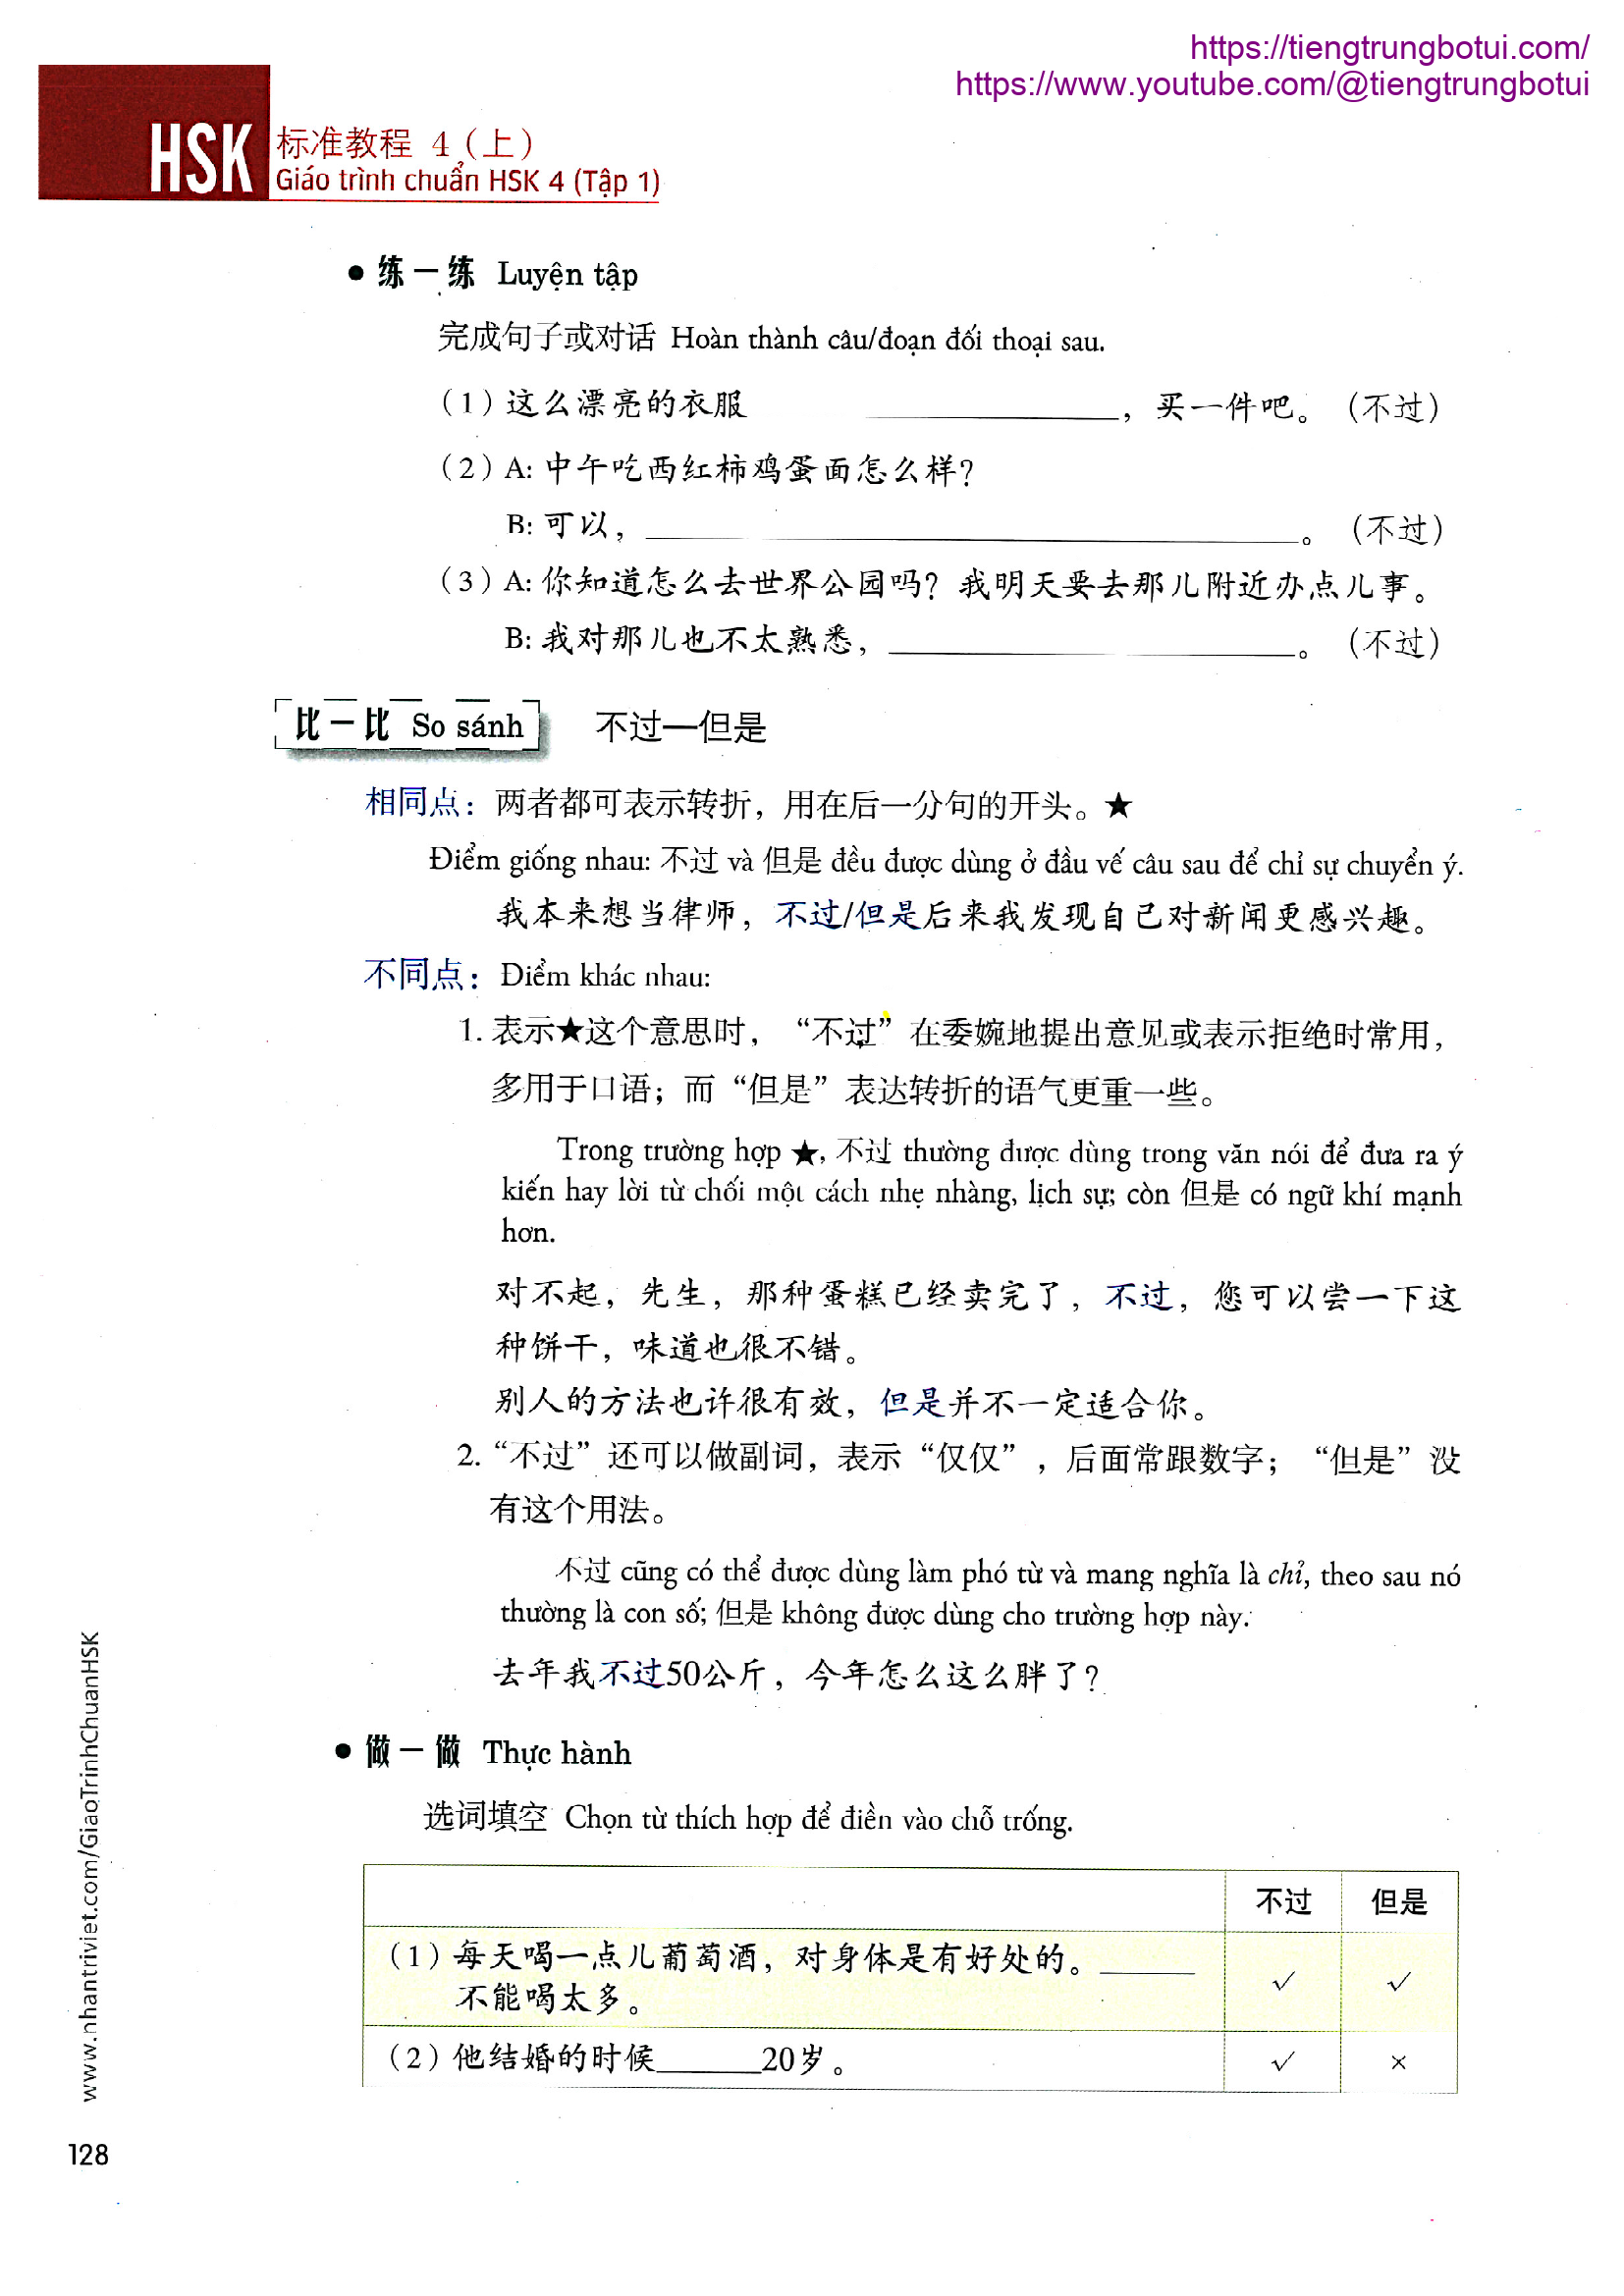 https://tiengtrungbotui.com/
https://www.youtube.com/@tiengtrungbotui
HSK 标准教程 4（上）
Giáo trình chuẩn HSK 4 (Tập 1)
● 练一练 Luyện tập
完成句子或对话 Hoàn thành câu/đoạn đối thoại sau.
（1）这么漂亮的衣服 ____________，买一件吧。（不过）
（2）A: 中午吃西红柿鸡蛋面怎么样？
B: 可以，____________。（不过）
（3）A: 你知道怎么去世界公园吗？我明天要去那儿附近办点儿事。
B: 我对那儿也不太熟悉，____________。（不过）
比一比 So sánh 不过—但是
相同点：两者都可表示转折，用在后一分句的开头。★
Điểm giống nhau: 不过 và 但是 đều được dùng ở đầu vế câu sau để chỉ sự chuyển ý.
我本来想当律师，不过/但是后来我发现自己对新闻更感兴趣。
不同点：Điểm khác nhau:
1. 表示★这个意思时，“不过”在委婉地提出意见或表示拒绝时常用，
多用于口语；而“但是”表达转折的语气更重一些。
Trong trường hợp ★, 不过 thường được dùng trong văn nói để đưa ra ý
kiến hay lời từ chối một cách nhẹ nhàng, lịch sự; còn 但是 có ngữ khí mạnh
hơn.
对不起，先生，那种蛋糕已经卖完了，不过，您可以尝一下这
种饼干，味道也很不错。
别人的方法也许很有效，但是并不一定适合你。
2. “不过”还可以做副词，表示“仅仅”，后面常跟数字；“但是”没
有这个用法。
不过 cũng có thể được dùng làm phó từ và mang nghĩa là chỉ, theo sau nó
thường là con số; 但是 không được dùng cho trường hợp này.
去年我不过50公斤，今年怎么这么胖了？
● 做一做 Thực hành
选词填空 Chọn từ thích hợp để điền vào chỗ trống.
不过 但是
（1）每天喝一点儿葡萄酒，对身体是有好处的。______ √ √
不能喝太多。
（2）他结婚的时候______20岁。 √ ×
www.nhantriviet.com/GiaoTrinhChuanHSK
128